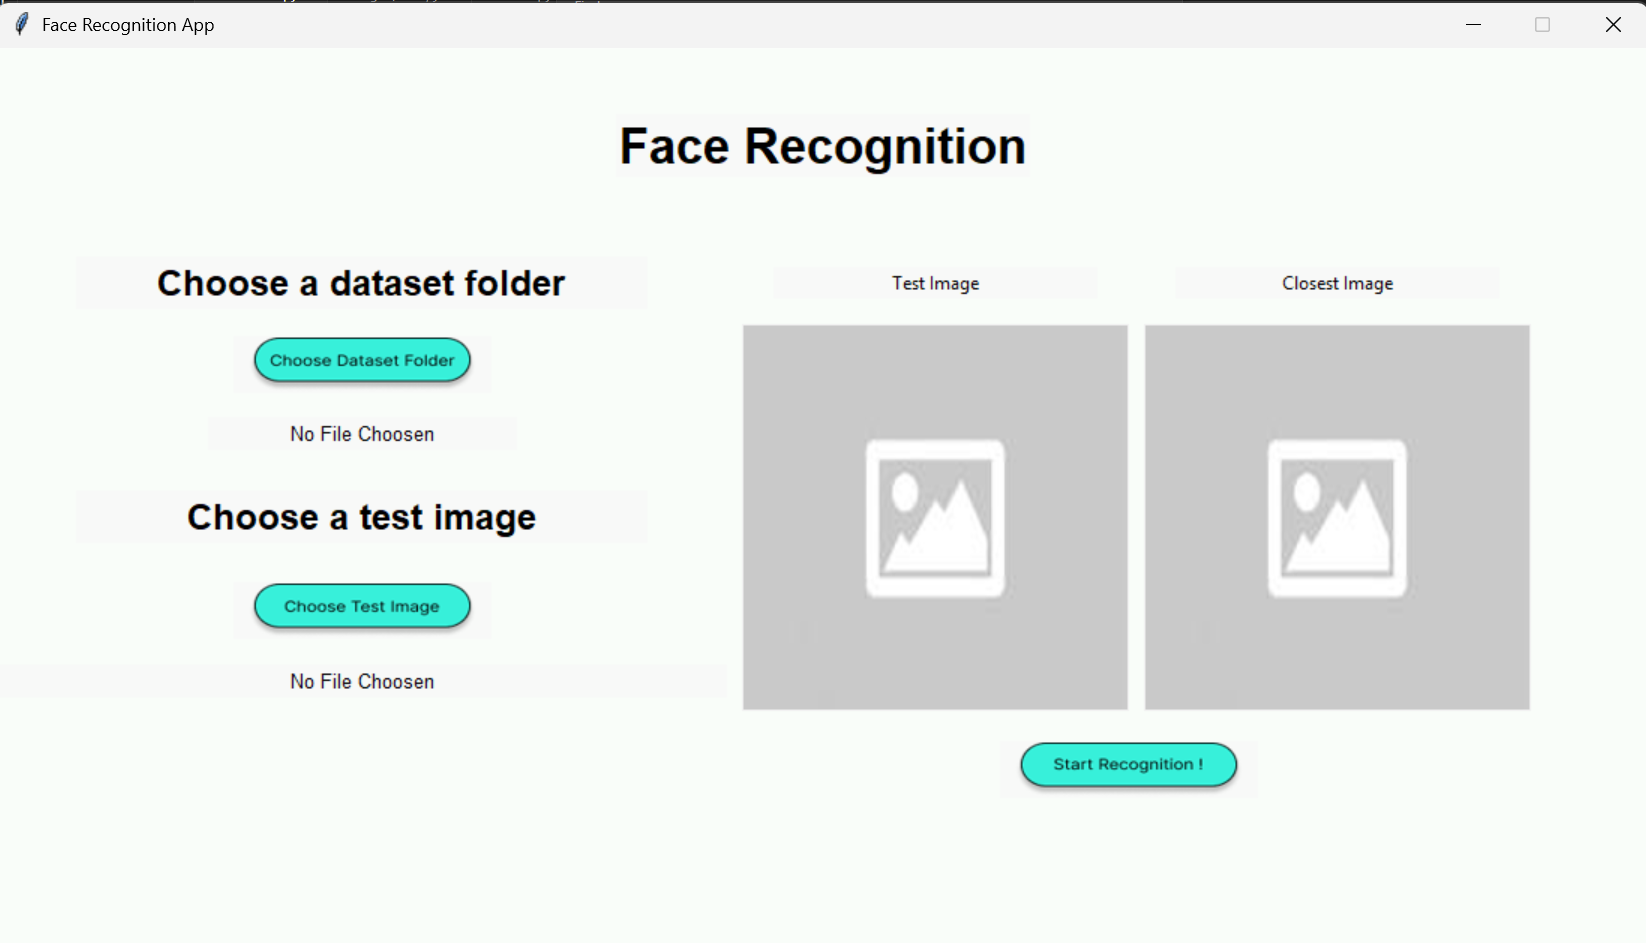 Face Recognition App
Face Recognition
Choose a dataset folder
Choose Dataset Folder
No File Choosen
Choose a test image
Choose Test Image
No File Choosen
Test Image
Closest Image
Start Recognition !